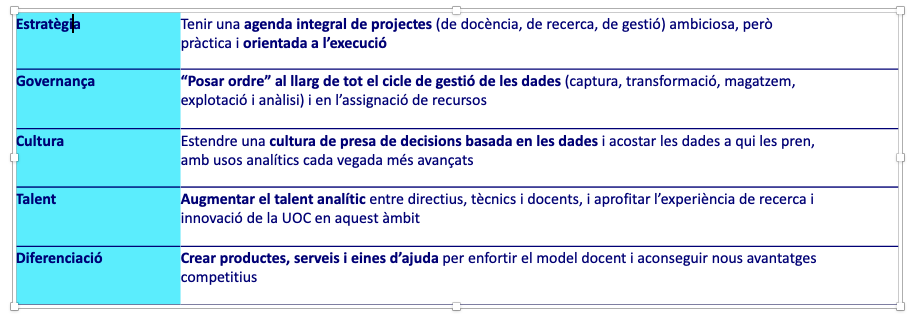 Estratègia
Tenir una agenda integral de projectes (de docència, de recerca, de gestió) ambiciosa, però
pràctica i orientada a l’execució
Governança
“Posar ordre” al llarg de tot el cicle de gestió de les dades (captura, transformació, magatzem,
explotació i anàlisi) i en l’assignació de recursos
Cultura
Estendre una cultura de presa de decisions basada en les dades i acostar les dades a qui les pren,
amb usos analítics cada vegada més avançats
Talent
Augmentar el talent analític entre directius, tècnics i docents, i aprofitar l’experiència de recerca i
innovació de la UOC en aquest àmbit
Diferenciació
Crear productes, serveis i eines d’ajuda per enfortir el model docent i aconseguir nous avantatges
competitius